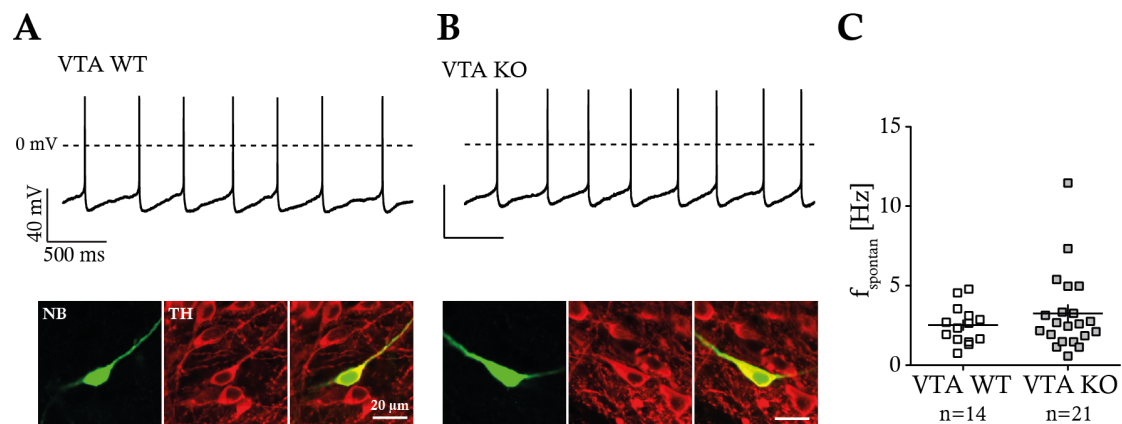 A
VTA WT
0 mV
40 mV
500 ms
NB
TH
20 µm
B
VTA KO
C
f spontan [Hz]
15
10
5
0
VTA WT
VTA KO
n=14
n=21